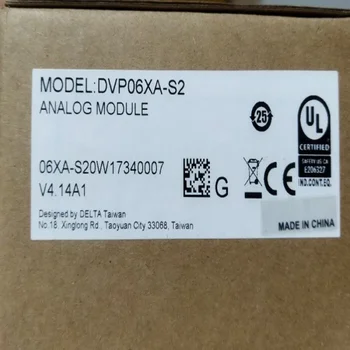 MODEL:DVP06XA-S2
ANALOG MODULE
25
UL
CERTIFIED
E206327
IND.CONT.EQ.
06XA-S20W17340007
V4.14A1
G
Designed by DELTA Taiwan
No.18, Xinglong Rd., Taoyuan City 33068, Taiwan
MADE IN CHINA